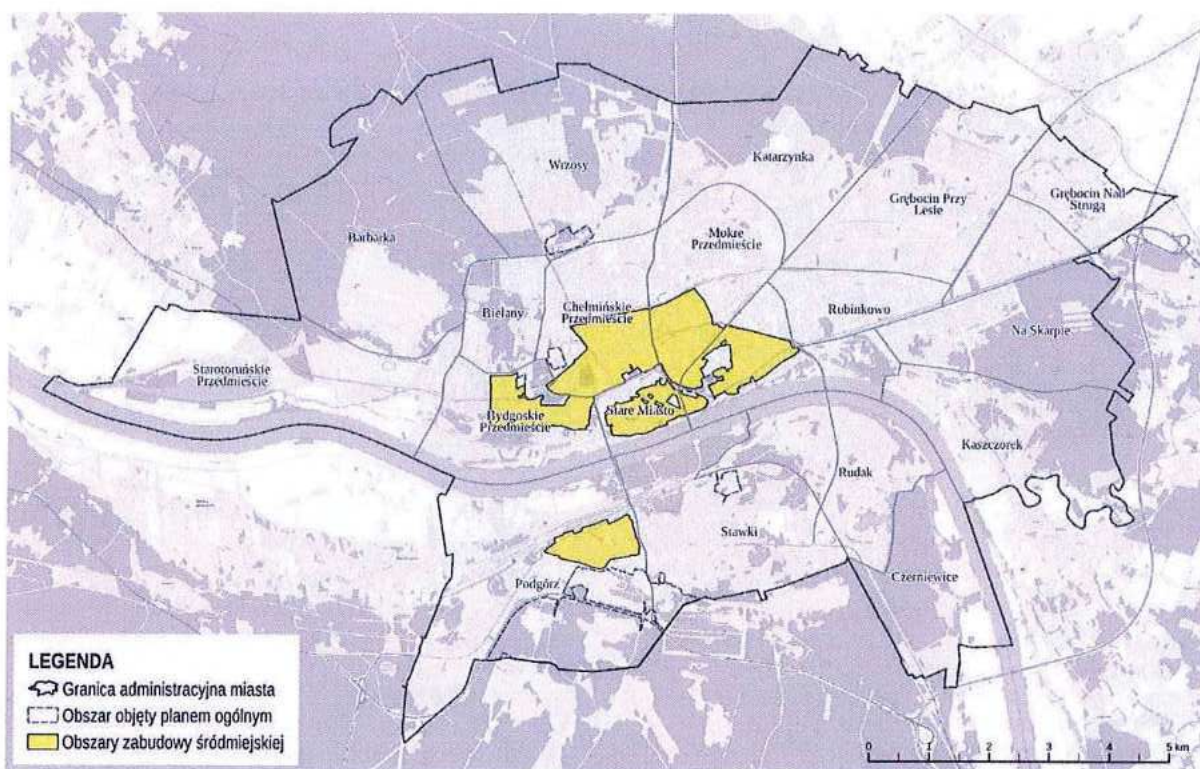 Wrzosy
Katarzynka
Grębocin Przy
Lesie
Grębocin Nad
Strugą
Barbarka
Mokre
Przedmieście
Bielany
Chełmińskie
Przedmieście
Rubinkowo
Na Skarpie
Starotoruńskie
Przedmieście
Bydgoskie
Przedmieście
Stare Miasto
Kaszczorek
Rudak
Stawki
Podgórz
Czerniewice
LEGENDA
Granica administracyjna miasta
Obszar objęty planem ogólnym
Obszary zabudowy śródmiejskiej
0 1 2 3 4 5 km